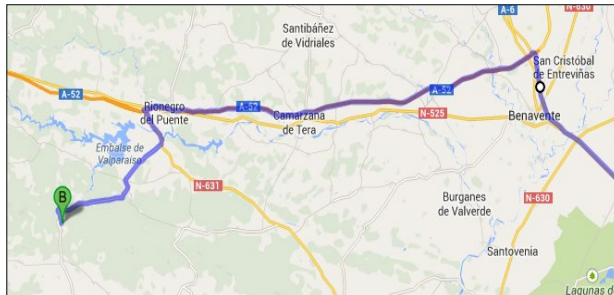 A-6
N-630
Santibáñez
de Vidriales
San Cristóbal
de Entreviñas
A-52
A-52
A-52
Rionegro
del Puente
Camarzana
de Tera
N-525
Benavente
Embalse de
Valparaíso
N-631
B
Burganes
de Valverde
N-630
Santovenia
Lagunas de